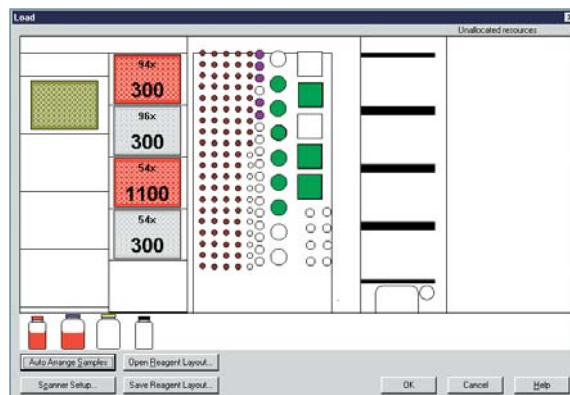 Load
Unallocated resources
94x
300
96x
300
54x
1100
54x
300
Auto Arrange Samples
Open Reagent Layout...
Scanner Setup...
Save Reagent Layout...
OK
Cancel
Help